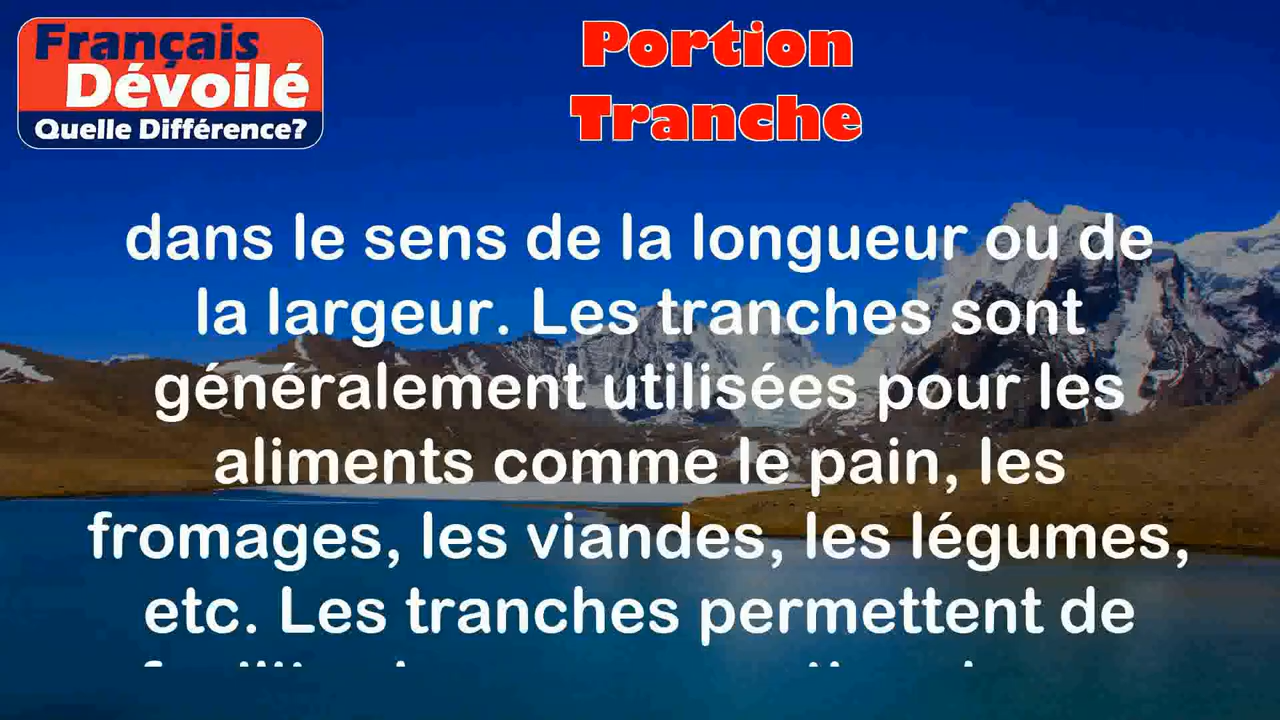 Français
Dévoilé
Quelle Différence?
Portion
Tranche
dans le sens de la longueur ou de
la largeur. Les tranches sont
généralement utilisées pour les
aliments comme le pain, les
fromages, les viandes, les légumes,
etc. Les tranches permettent de